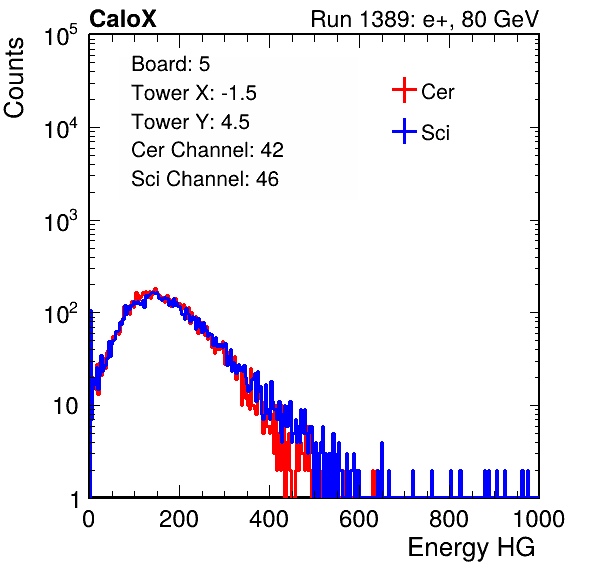 CaloX Run 1389: e+, 80 GeV
Counts
Board: 5
Tower X: -1.5
Tower Y: 4.5
Cer Channel: 42
Sci Channel: 46
Cer
Sci
10^5
10^4
10^3
10^2
10
1
0 200 400 600 800 1000
Energy HG